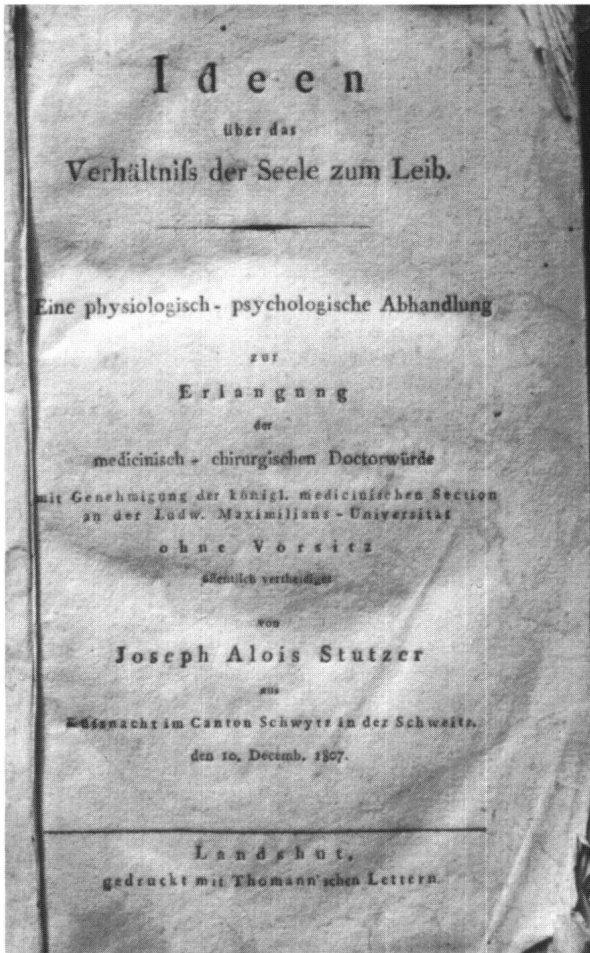 Ideen
über das
Verhältniſs der Seele zum Leib.
Eine physiologisch - psychologische Abhandlung
zur
Erlangung
der
medicinisch - chirurgischen Doctorwürde
mit Genehmigung der königl. medicinischen Section
an der Ludw. Maximilians - Universität
ohne Vorsitz
öffentlich vertheidiget
von
Joseph Alois Stutzer
aus
Küssnacht im Canton Schwytz in der Schweitz.
den 10. Decemb. 1807.
Landshut,
gedruckt mit Thomann'schen Lettern.